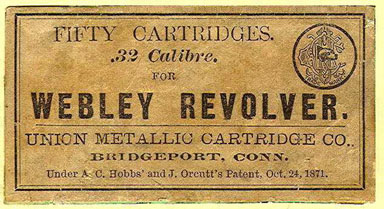 FIFTY CARTRIDGES.
.32 Calibre.
FOR
WEBLEY REVOLVER.
UNION METALLIC CARTRIDGE CO.,
BRIDGEPORT, CONN.
Under A. C. Hobbs' and J. Orcutt's Patent, Oct. 24, 1871.